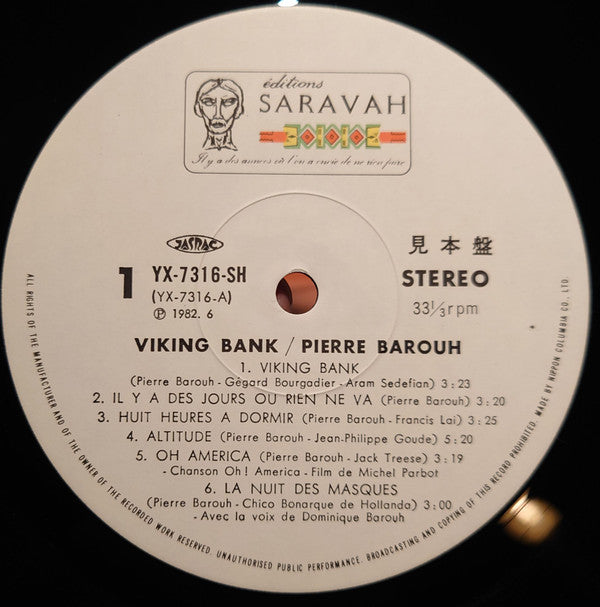 éditions
SARAVAH
Il y a des années où l'on a envie de ne rien faire
JASRAC
見本盤
1 YX-7316-SH
STEREO
(YX-7316-A)
33⅓rpm
Ⓟ 1982. 6
VIKING BANK / PIERRE BAROUH
1. VIKING BANK
(Pierre Barouh - Gègard Bourgadier - Aram Sedefian) 3 : 23
2. IL Y A DES JOURS OU RIEN NE VA (Pierre Barouh) 3 : 20
3. HUIT HEURES A DORMIR (Pierre Barouh - Francis Lai) 3 : 25
4. ALTITUDE (Pierre Barouh - Jean-Philippe Goude) 5 : 20
5. OH AMERICA (Pierre Barouh - Jack Treese) 3 : 19
- Chanson Oh! America - Film de Michel Parbot
6. LA NUIT DES MASQUES
(Pierre Barouh - Chico Bonarque de Hollanda) 3 : 00
- Avec la voix de Dominique Barouh
ALL RIGHTS OF THE MANUFACTURER AND OF THE OWNER OF THE RECORDED WORK RESERVED. UNAUTHORISED PUBLIC PERFORMANCE, BROADCASTING AND COPYING OF THIS RECORD PROHIBITED. MADE BY NIPPON COLUMBIA CO., LTD.